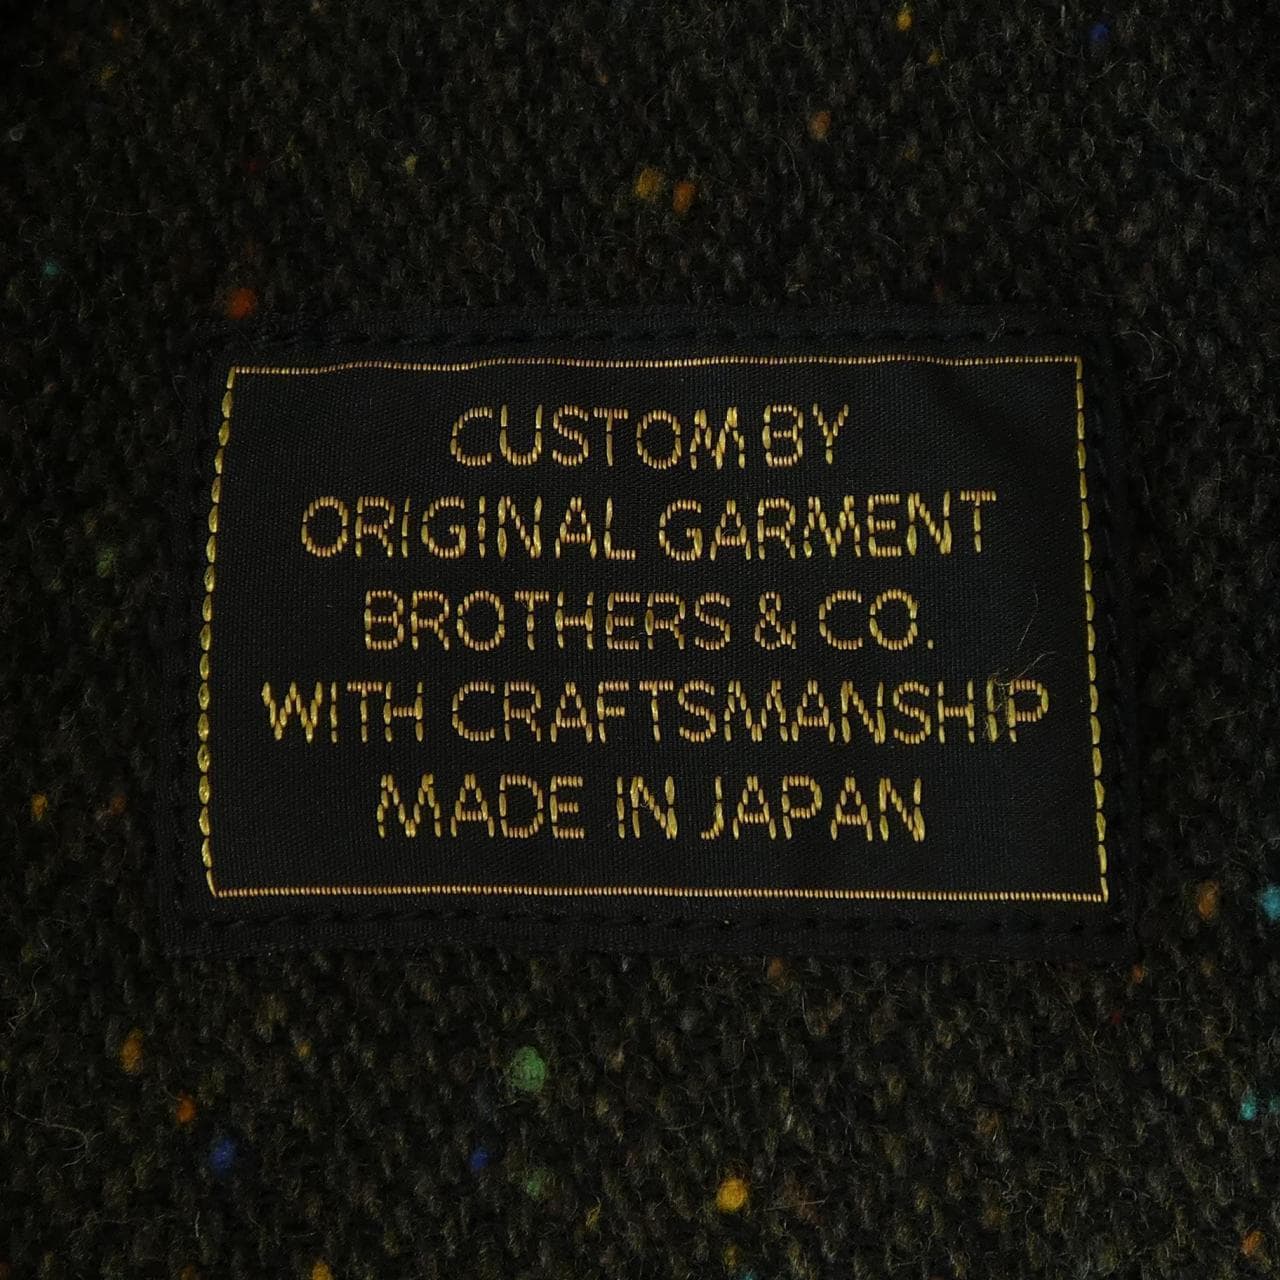 CUSTOM BY
ORIGINAL GARMENT
BROTHERS & CO.
WITH CRAFTSMANSHIP
MADE IN JAPAN